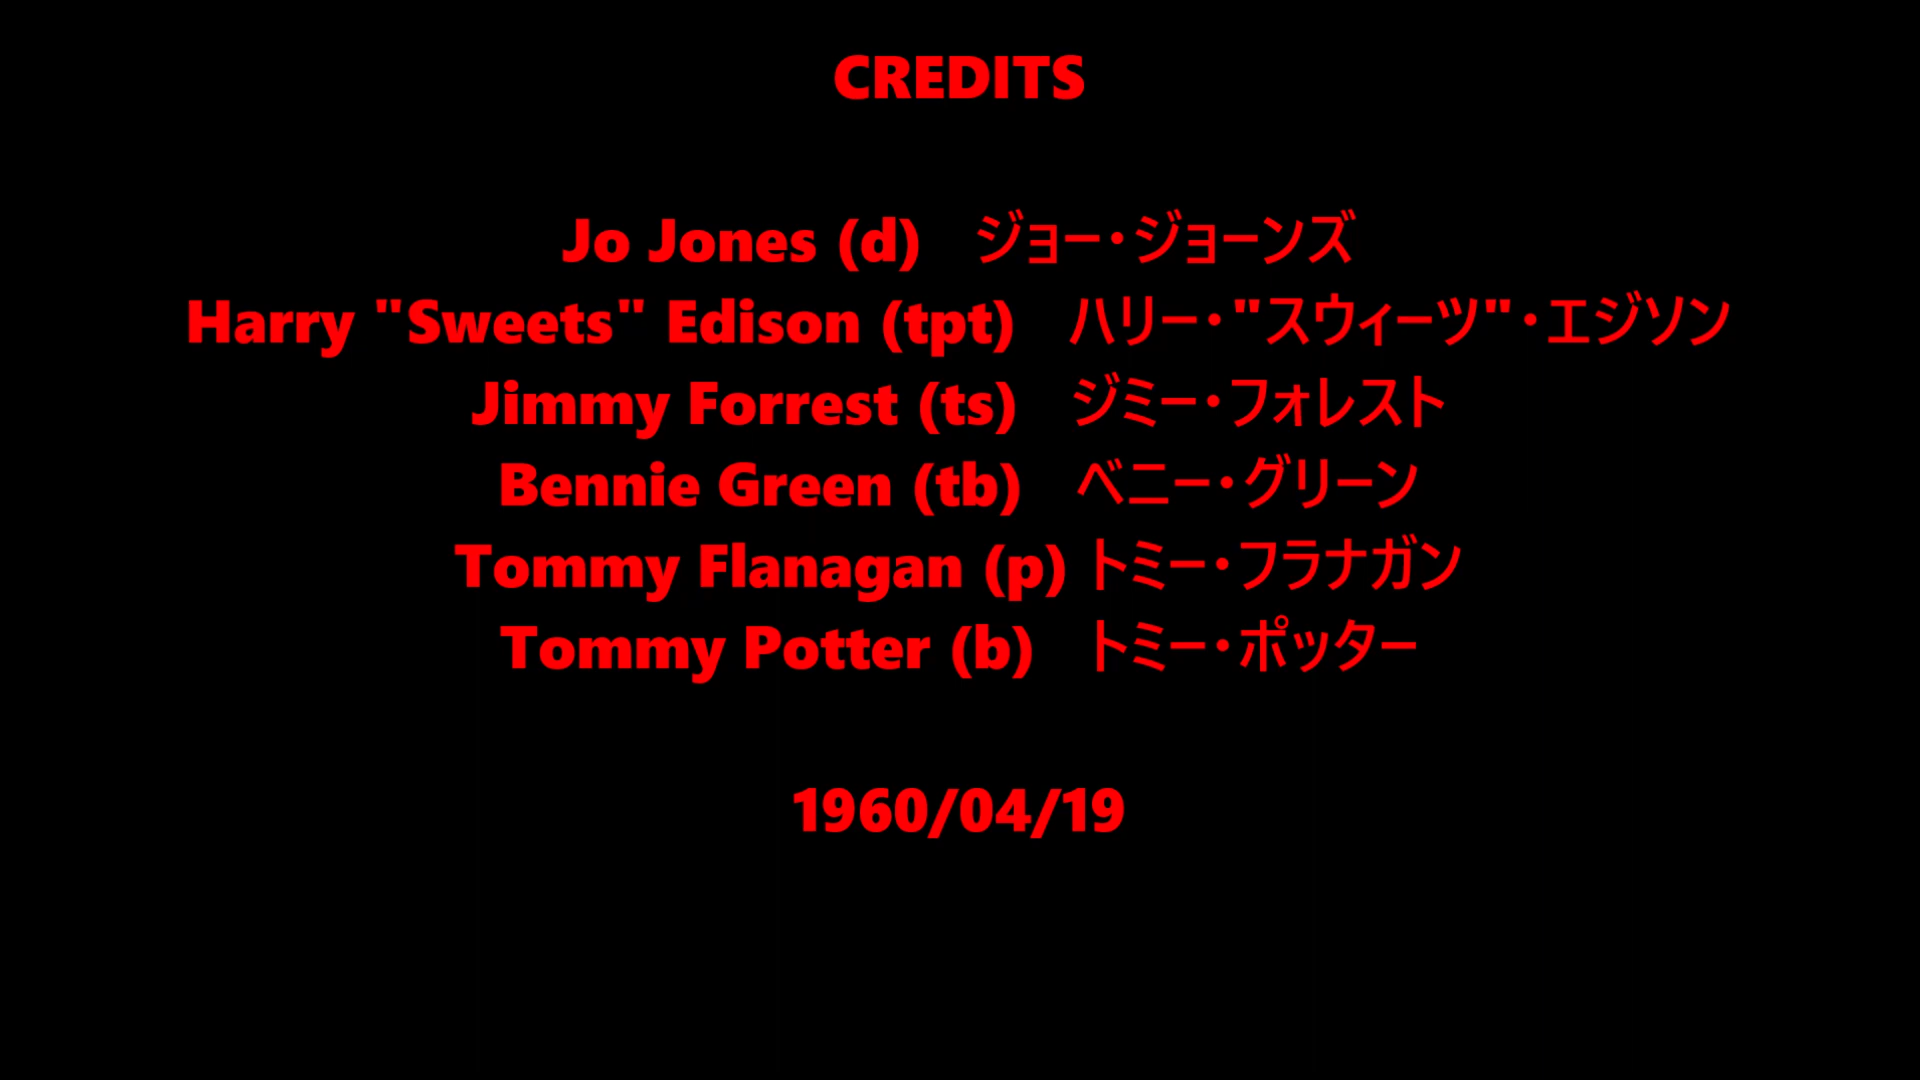 CREDITS
Jo Jones (d)　ジョー・ジョーンズ
Harry "Sweets" Edison (tpt)　ハリー・"スウィーツ"・エジソン
Jimmy Forrest (ts)　ジミー・フォレスト
Bennie Green (tb)　ベニー・グリーン
Tommy Flanagan (p) トミー・フラナガン
Tommy Potter (b)　トミー・ポッター
1960/04/19